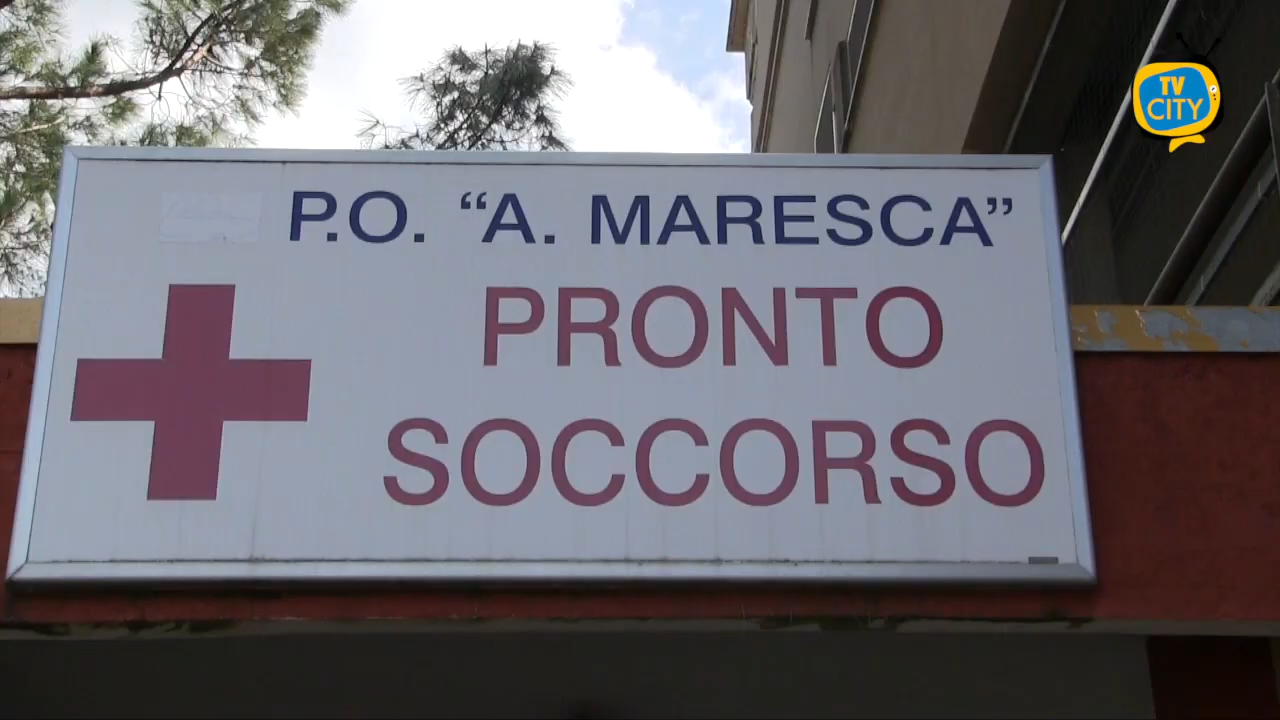 TV
CITY
P.O. “A. MARESCA”
PRONTO
SOCCORSO